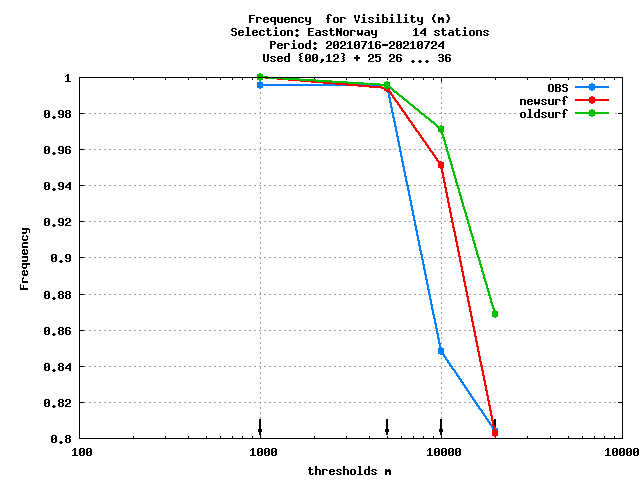 Frequency  for Visibility (m)
Selection: EastNorway     14 stations
Period: 20210716-20210724
Used {00,12} + 25 26 ... 36
OBS
newsurf
oldsurf
1
0.98
0.96
0.94
0.92
0.9
0.88
0.86
0.84
0.82
0.8
Frequency
100
1000
10000
10000
thresholds m